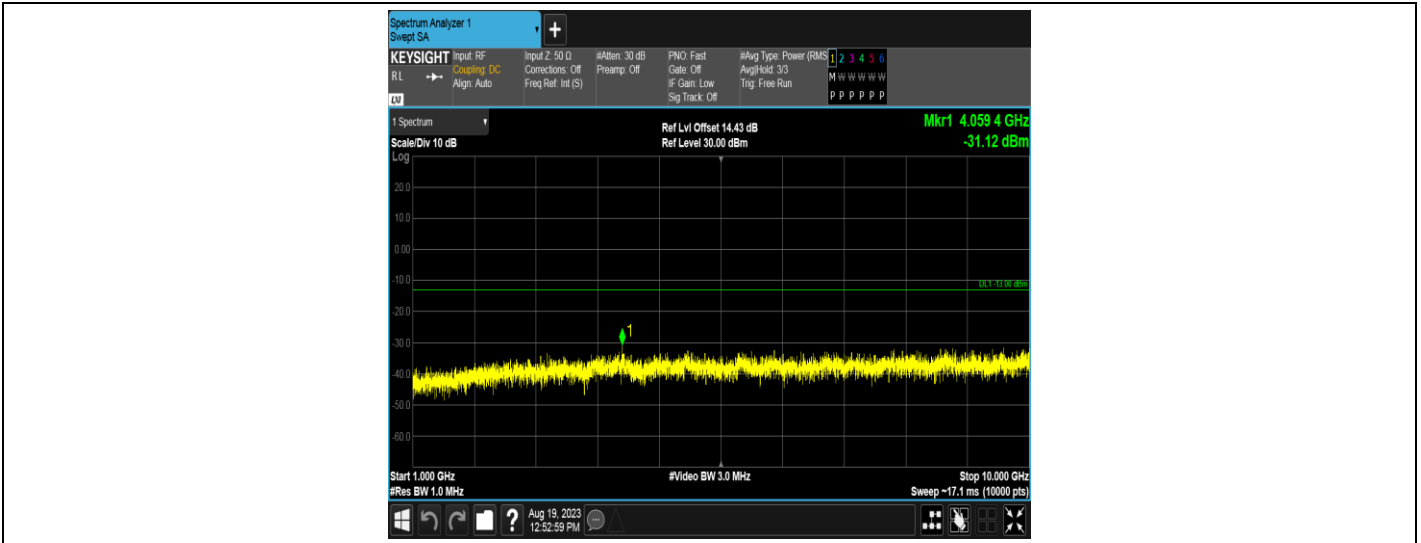 Spectrum Analyzer 1
Swept SA
+
KEYSIGHT
RL
LXI
Input: RF
Coupling: DC
Align: Auto
Input Z: 50 Ω
Corrections: Off
Freq Ref: Int (S)
#Atten: 30 dB
Preamp: Off
PNO: Fast
Gate: Off
IF Gain: Low
Sig Track: Off
#Avg Type: Power (RMS
Avg|Hold: 3/3
Trig: Free Run
1 2 3 4 5 6
M W W W W W
P P P P P P
1 Spectrum
Scale/Div 10 dB
Log
Ref Lvl Offset 14.43 dB
Ref Level 30.00 dBm
Mkr1 4.059 4 GHz
-31.12 dBm
20.0
10.0
0.00
-10.0
DL1 -13.00 dBm
-20.0
1
-30.0
-40.0
-50.0
-60.0
Start 1.000 GHz
#Res BW 1.0 MHz
#Video BW 3.0 MHz
Stop 10.000 GHz
Sweep ~17.1 ms (10000 pts)
?
Aug 19, 2023
12:52:59 PM